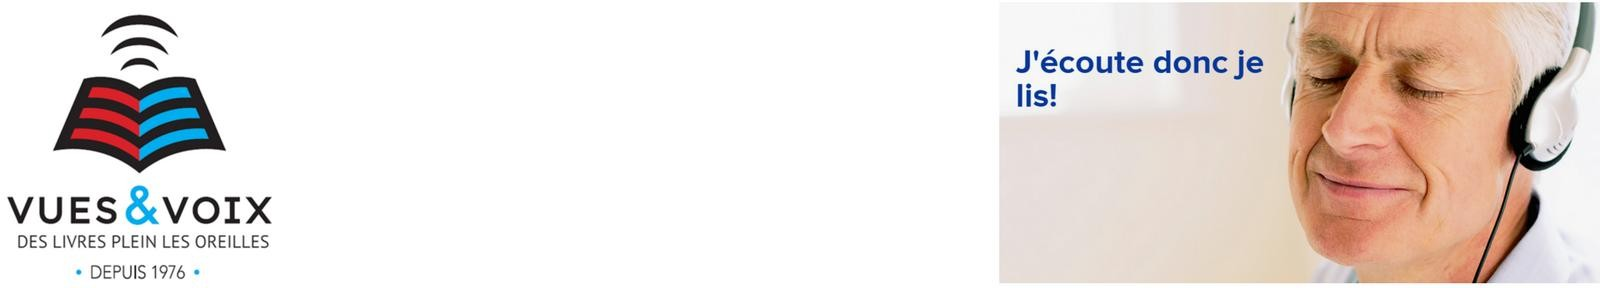 VUES&VOIX
DES LIVRES PLEIN LES OREILLES
• DEPUIS 1976 •
J'écoute donc je
lis!